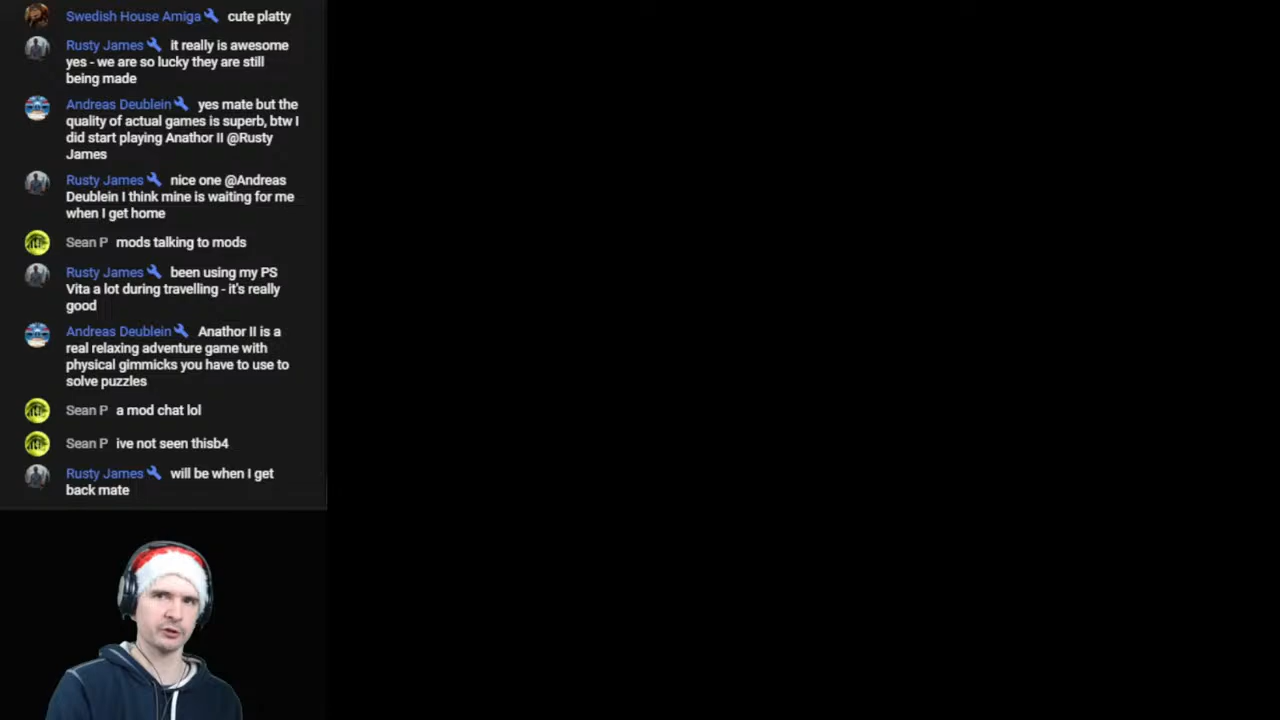 Swedish House Amiga cute platty
Rusty James it really is awesome
yes - we are so lucky they are still
being made
Andreas Deublein yes mate but the
quality of actual games is superb, btw I
did start playing Anathor II @Rusty
James
Rusty James nice one @Andreas
Deublein I think mine is waiting for me
when I get home
Sean P mods talking to mods
Rusty James been using my PS
Vita a lot during travelling - it's really
good
Andreas Deublein Anathor II is a
real relaxing adventure game with
physical gimmicks you have to use to
solve puzzles
Sean P a mod chat lol
Sean P ive not seen thisb4
Rusty James will be when I get
back mate